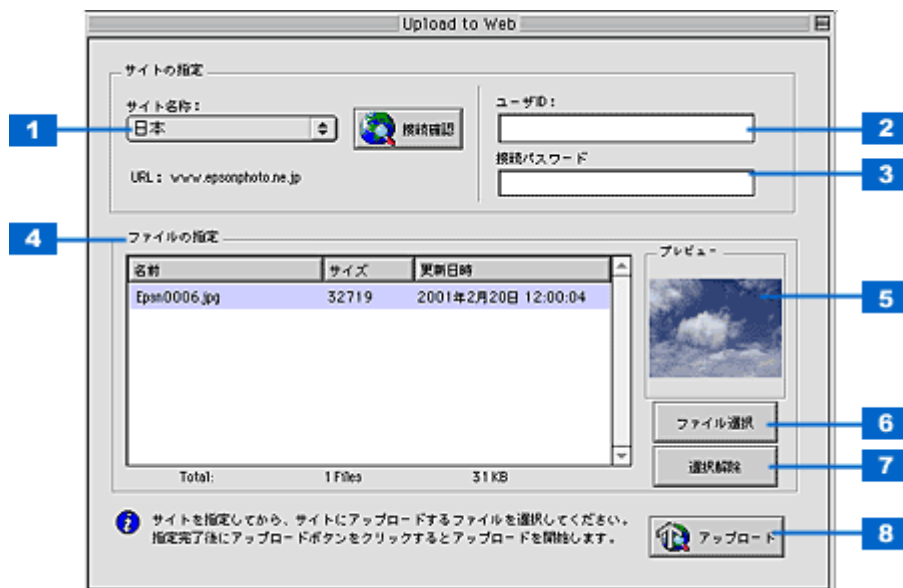 Upload to Web
サイトの指定
サイト名称：
日本
接続確認
URL： www.epsonphoto.ne.jp
ユーザID：
接続パスワード
1
2
3
4
ファイルの指定
名前 サイズ 更新日時
Epsn0006.jpg 32719 2001年2月20日 12:00:04
Total: 1 Files 31 KB
プレビュー
5
ファイル選択
6
選択解除
7
サイトを指定してから、サイトにアップロードするファイルを選択してください。
指定完了後にアップロードボタンをクリックするとアップロードを開始します。
アップロード
8